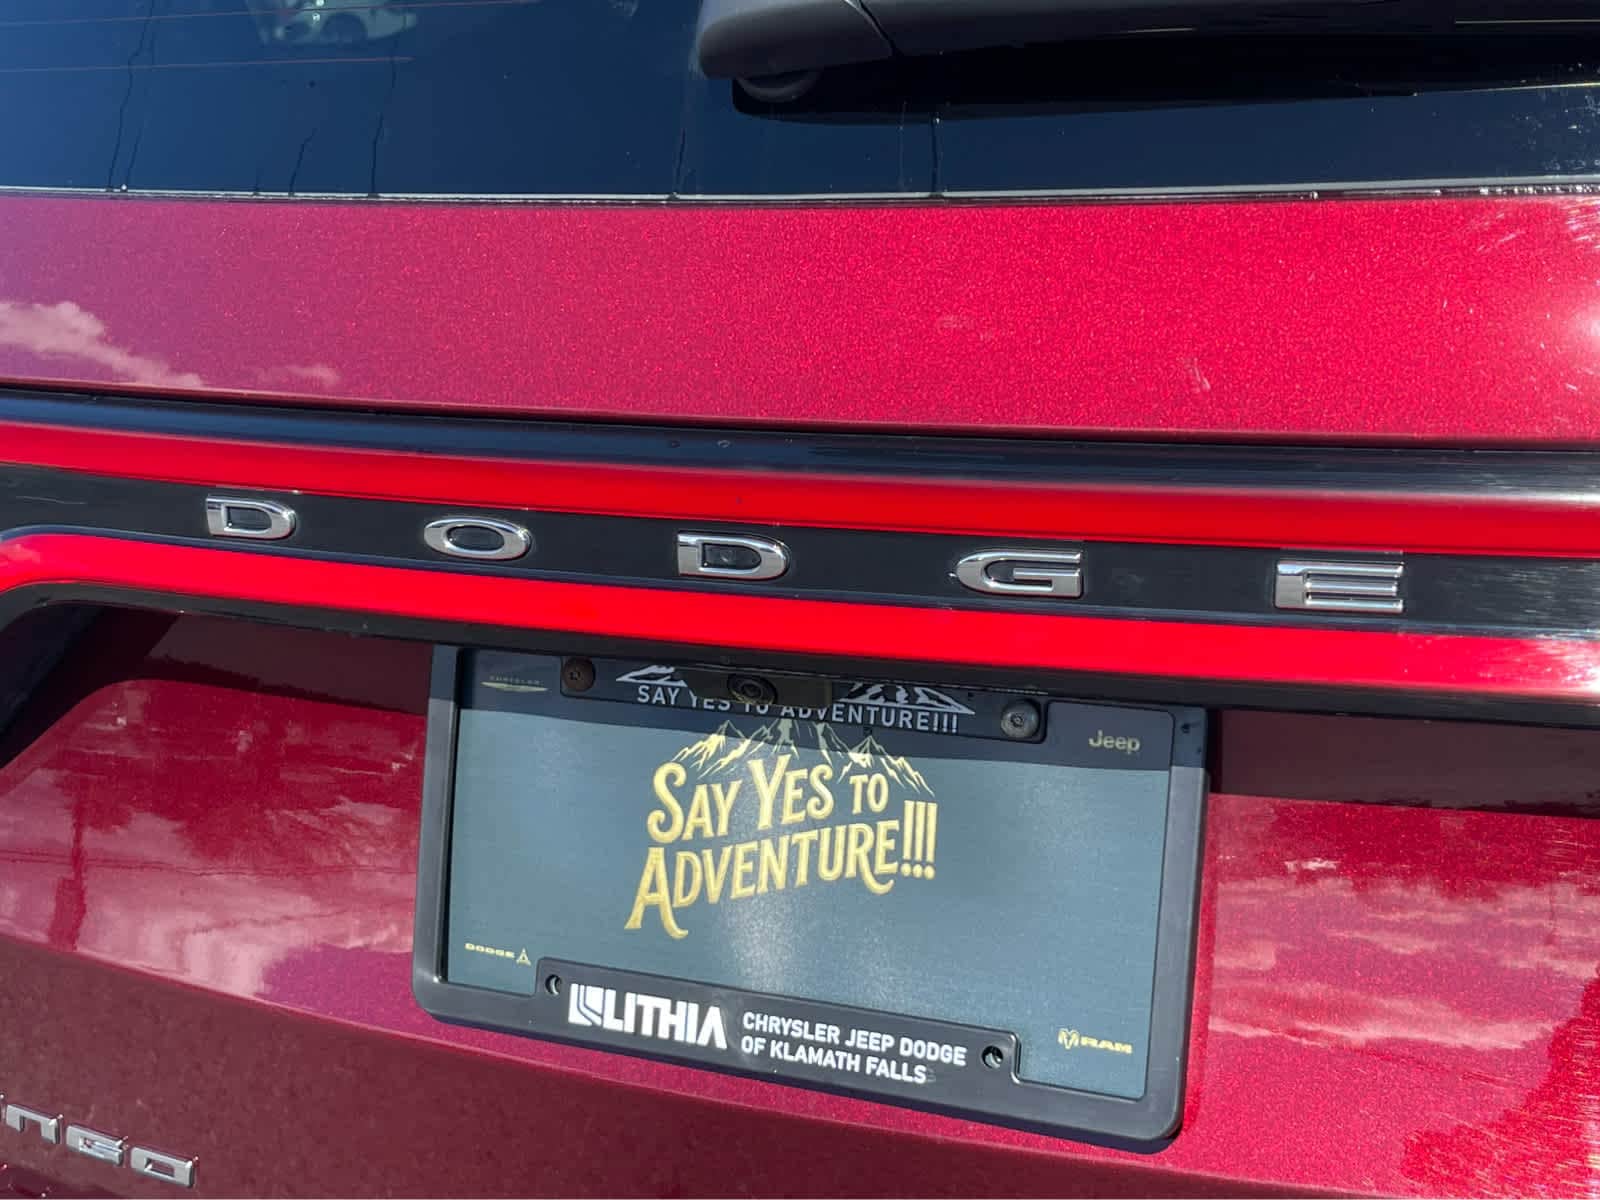 DODGE
CHRYSLER
SAY YES TO ADVENTURE!!!
Jeep
SAY YES TO
ADVENTURE!!!
DODGE
LITHIA
CHRYSLER JEEP DODGE
OF KLAMATH FALLS
RAM